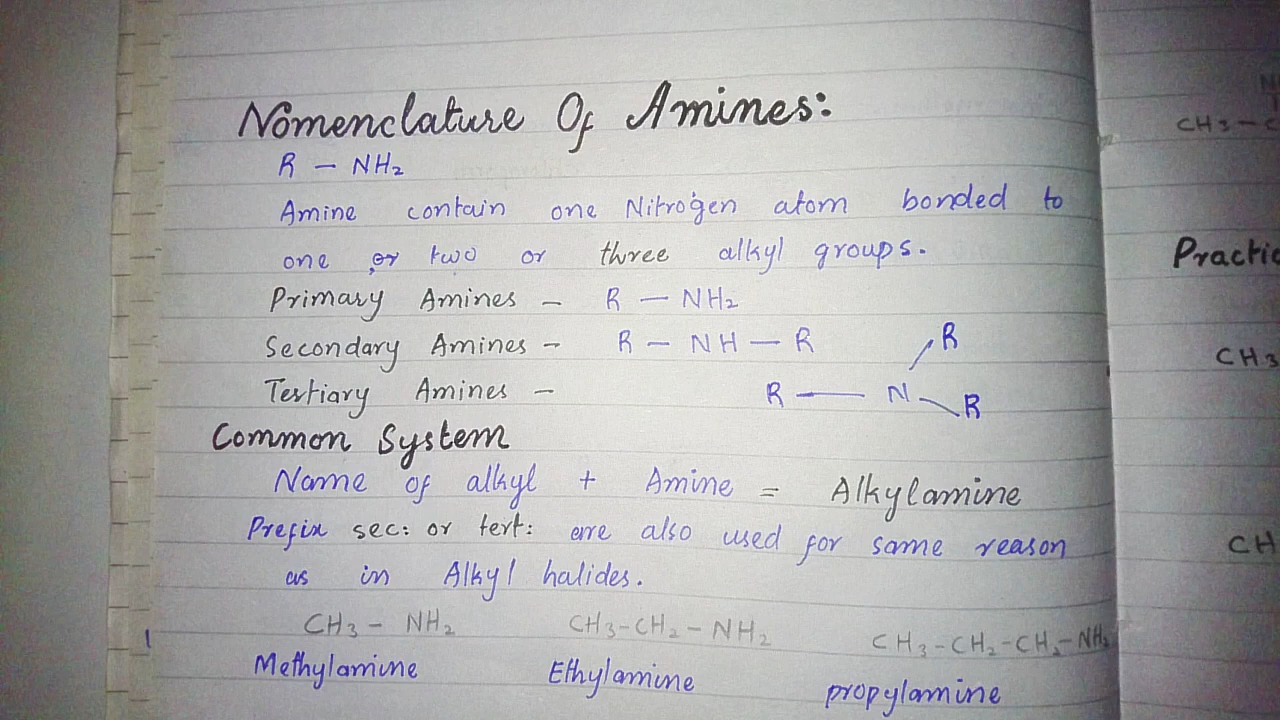 Nomenclature Of Amines:
R — NH₂
Amine contain one Nitrogen atom bonded to
one or two or three alkyl groups.
Primary Amines – R — NH₂
Secondary Amines – R — NH — R
R
Tertiary Amines – R — N
R
Common System
Name of alkyl + Amine = Alkylamine
Prefix sec: or tert: are also used for same reason
as in Alkyl halides.
CH₃ – NH₂ CH₃–CH₂–NH₂ CH₃–CH₂–CH₂–NH₂
Methylamine Ethylamine propylamine
CH₃ – C
Practic
CH₃
CH